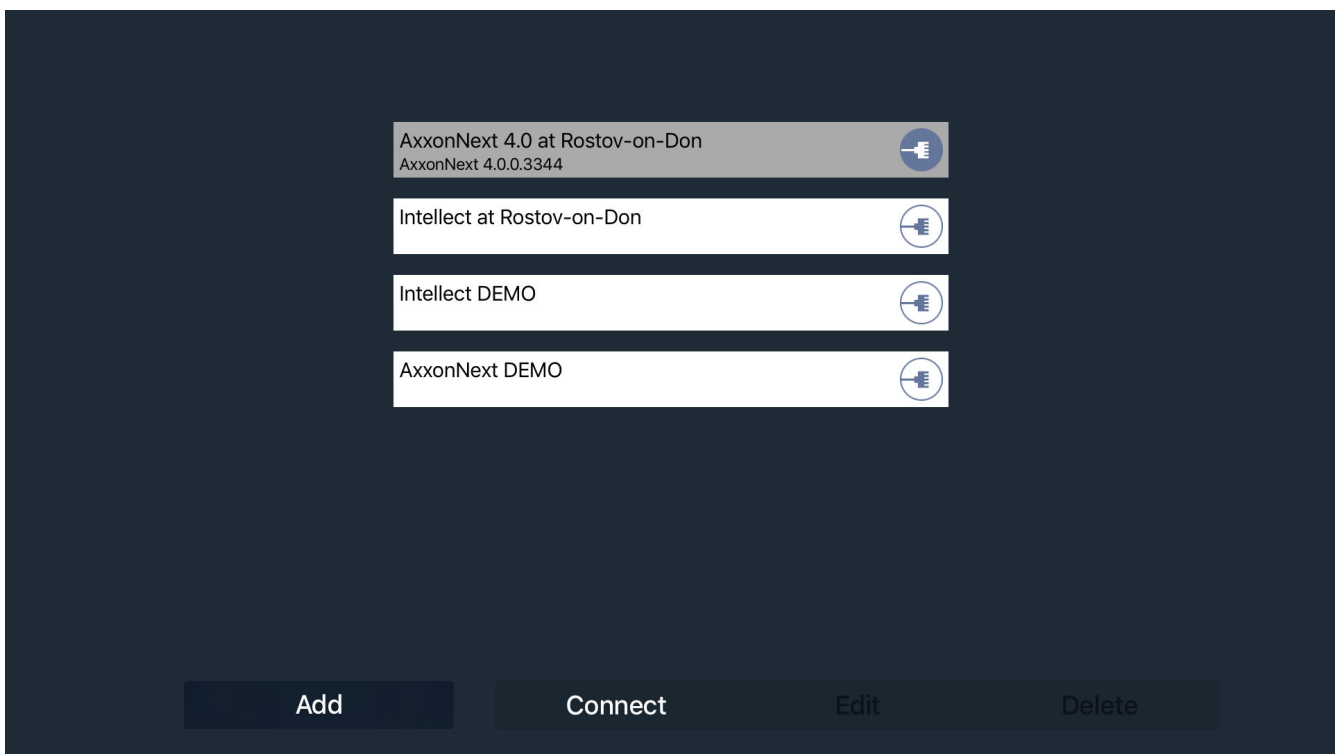 AxxonNext 4.0 at Rostov-on-Don
AxxonNext 4.0.0.3344
Intellect at Rostov-on-Don
Intellect DEMO
AxxonNext DEMO
Add
Connect
Edit
Delete